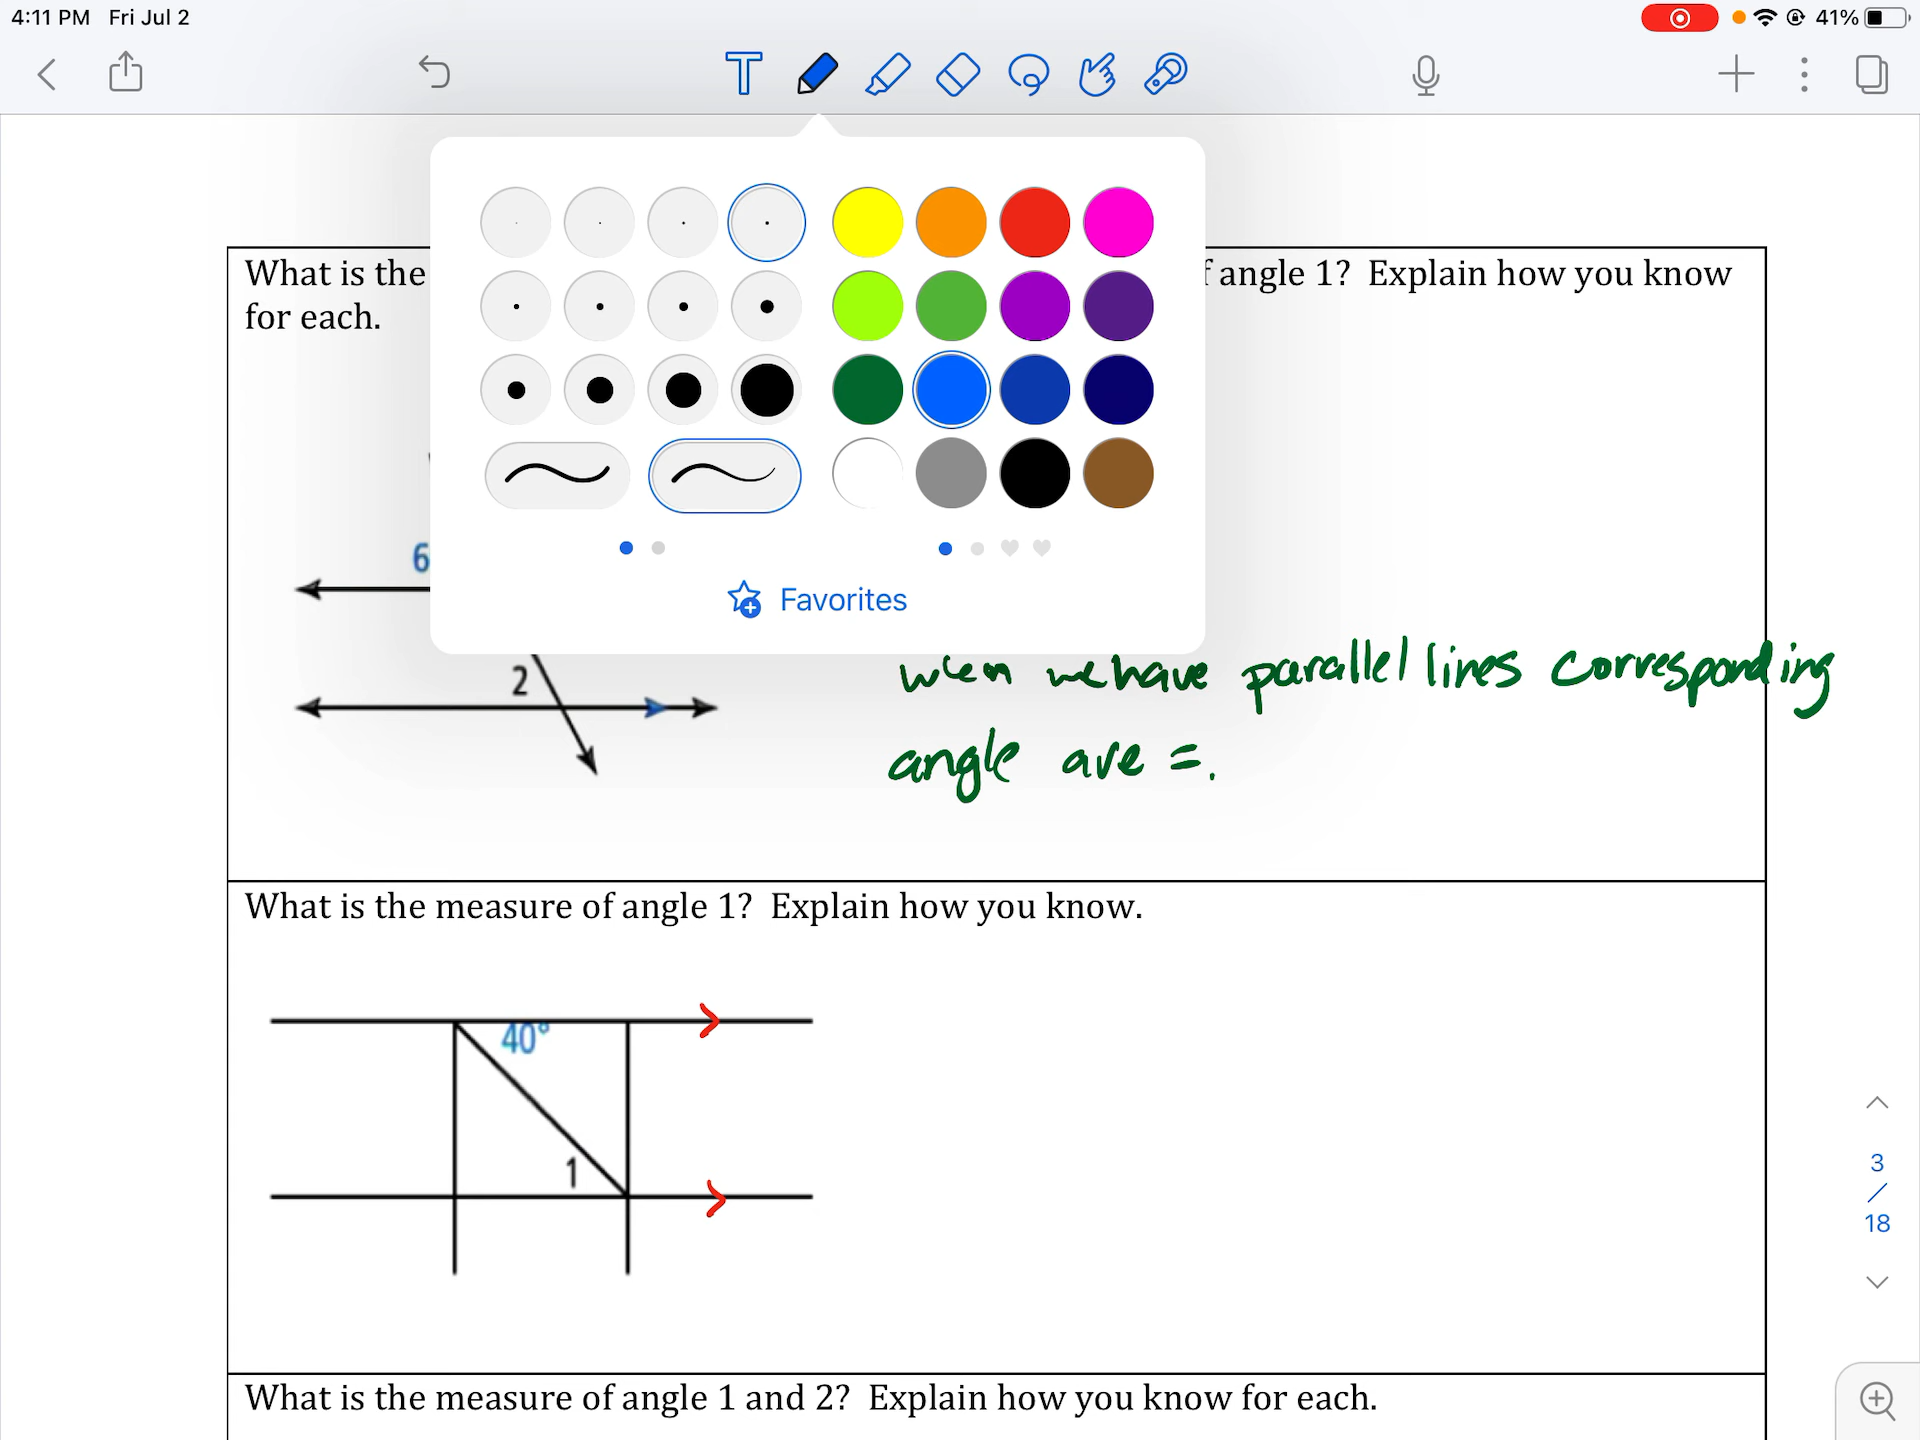 4:11 PM Fri Jul 2
41%
T
Favorites
What is the
f angle 1? Explain how you know
for each.
6
2
when we have parallel lines corresponding
angle are =.
What is the measure of angle 1? Explain how you know.
40°
1
What is the measure of angle 1 and 2? Explain how you know for each.
3
/
18